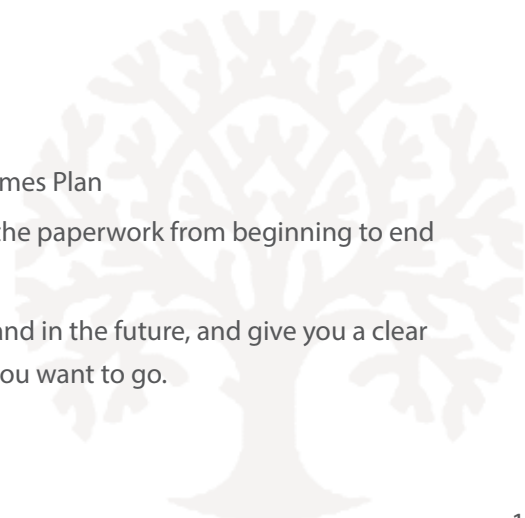 mes Plan
the paperwork from beginning to end
and in the future, and give you a clear
ou want to go.